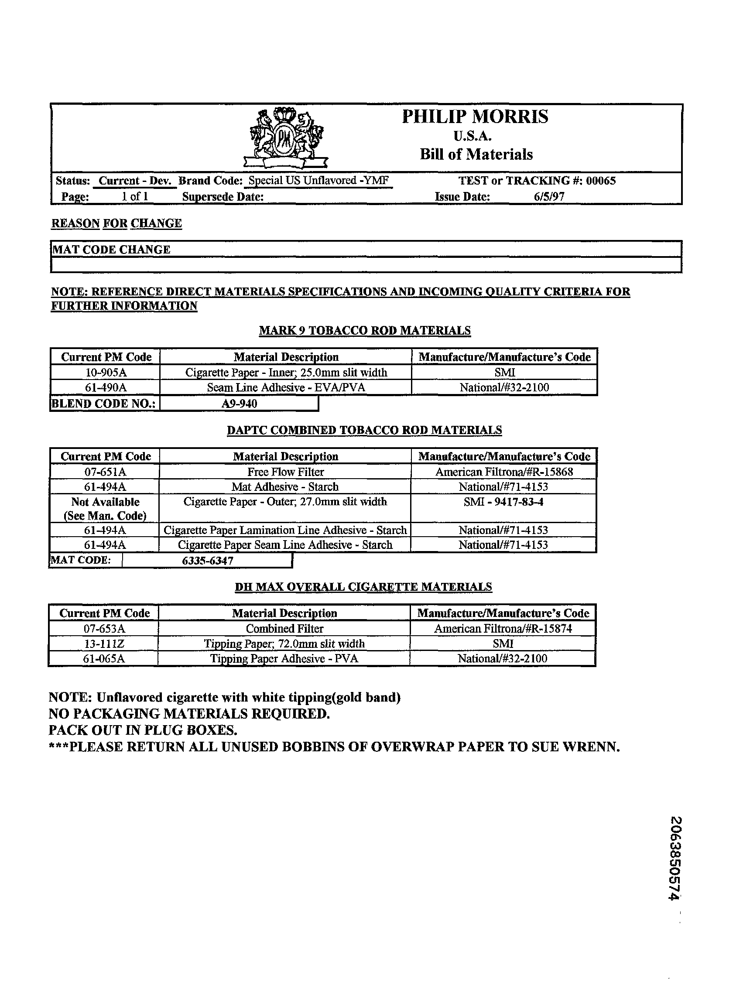 PM
PHILIP MORRIS
U.S.A.
Bill of Materials
Status: Current - Dev. Brand Code: Special US Unflavored -YMF TEST or TRACKING #: 00065
Page: 1 of 1 Supersede Date: Issue Date: 6/5/97
REASON FOR CHANGE
MAT CODE CHANGE
NOTE: REFERENCE DIRECT MATERIALS SPECIFICATIONS AND INCOMING QUALITY CRITERIA FOR
FURTHER INFORMATION
MARK 9 TOBACCO ROD MATERIALS
Current PM Code Material Description Manufacture/Manufacture's Code
10-905A Cigarette Paper - Inner; 25.0mm slit width SMI
61-490A Seam Line Adhesive - EVA/PVA National/#32-2100
BLEND CODE NO.: A9-940
DAPTC COMBINED TOBACCO ROD MATERIALS
Current PM Code Material Description Manufacture/Manufacture's Code
07-651A Free Flow Filter American Filtrona/#R-15868
61-494A Mat Adhesive - Starch National/#71-4153
Not Available Cigarette Paper - Outer; 27.0mm slit width SMI - 9417-83-4
(See Man. Code)
61-494A Cigarette Paper Lamination Line Adhesive - Starch National/#71-4153
61-494A Cigarette Paper Seam Line Adhesive - Starch National/#71-4153
MAT CODE: 6335-6347
DH MAX OVERALL CIGARETTE MATERIALS
Current PM Code Material Description Manufacture/Manufacture's Code
07-653A Combined Filter American Filtrona/#R-15874
13-111Z Tipping Paper; 72.0mm slit width SMI
61-065A Tipping Paper Adhesive - PVA National/#32-2100
NOTE: Unflavored cigarette with white tipping(gold band)
NO PACKAGING MATERIALS REQUIRED.
PACK OUT IN PLUG BOXES.
***PLEASE RETURN ALL UNUSED BOBBINS OF OVERWRAP PAPER TO SUE WRENN.
2063850574